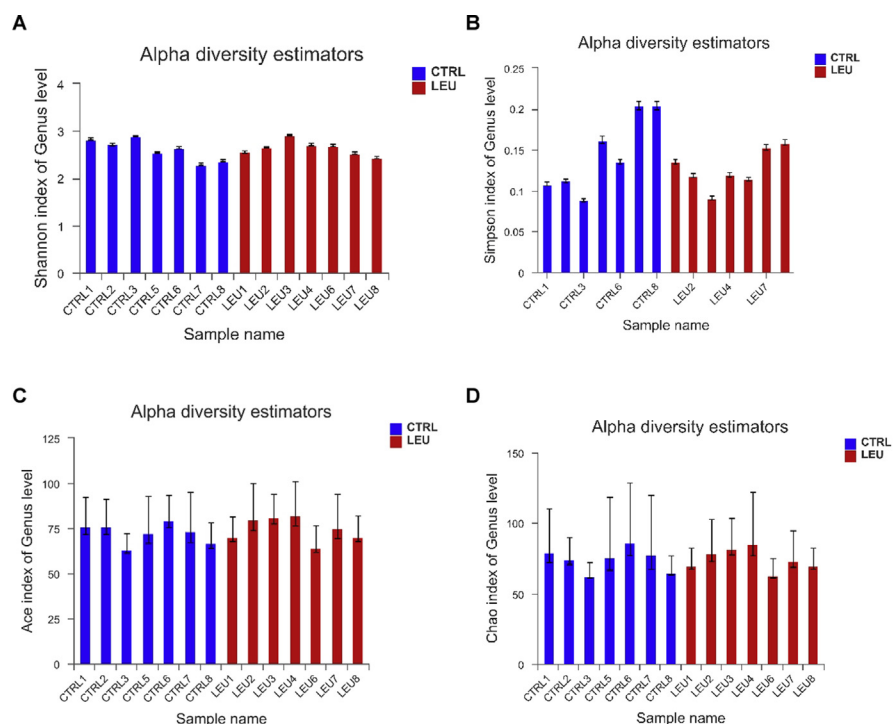 A
Alpha diversity estimators
CTRL
LEU
Shannon index of Genus level
4
3
2
1
0
CTRL1
CTRL2
CTRL3
CTRL5
CTRL6
CTRL7
CTRL8
LEU1
LEU2
LEU3
LEU4
LEU6
LEU7
LEU8
Sample name
B
Alpha diversity estimators
CTRL
LEU
Simpson index of Genus level
0.25
0.2
0.15
0.1
0.05
0
CTRL1
CTRL3
CTRL6
CTRL8
LEU2
LEU4
LEU7
Sample name
C
Alpha diversity estimators
CTRL
LEU
Ace index of Genus level
125
100
75
50
25
0
CTRL1
CTRL2
CTRL3
CTRL5
CTRL6
CTRL7
CTRL8
LEU1
LEU2
LEU3
LEU4
LEU6
LEU7
LEU8
Sample name
D
Alpha diversity estimators
CTRL
LEU
Chao index of Genus level
150
100
50
0
CTRL1
CTRL2
CTRL3
CTRL5
CTRL6
CTRL7
CTRL8
LEU1
LEU2
LEU3
LEU4
LEU6
LEU7
LEU8
Sample name